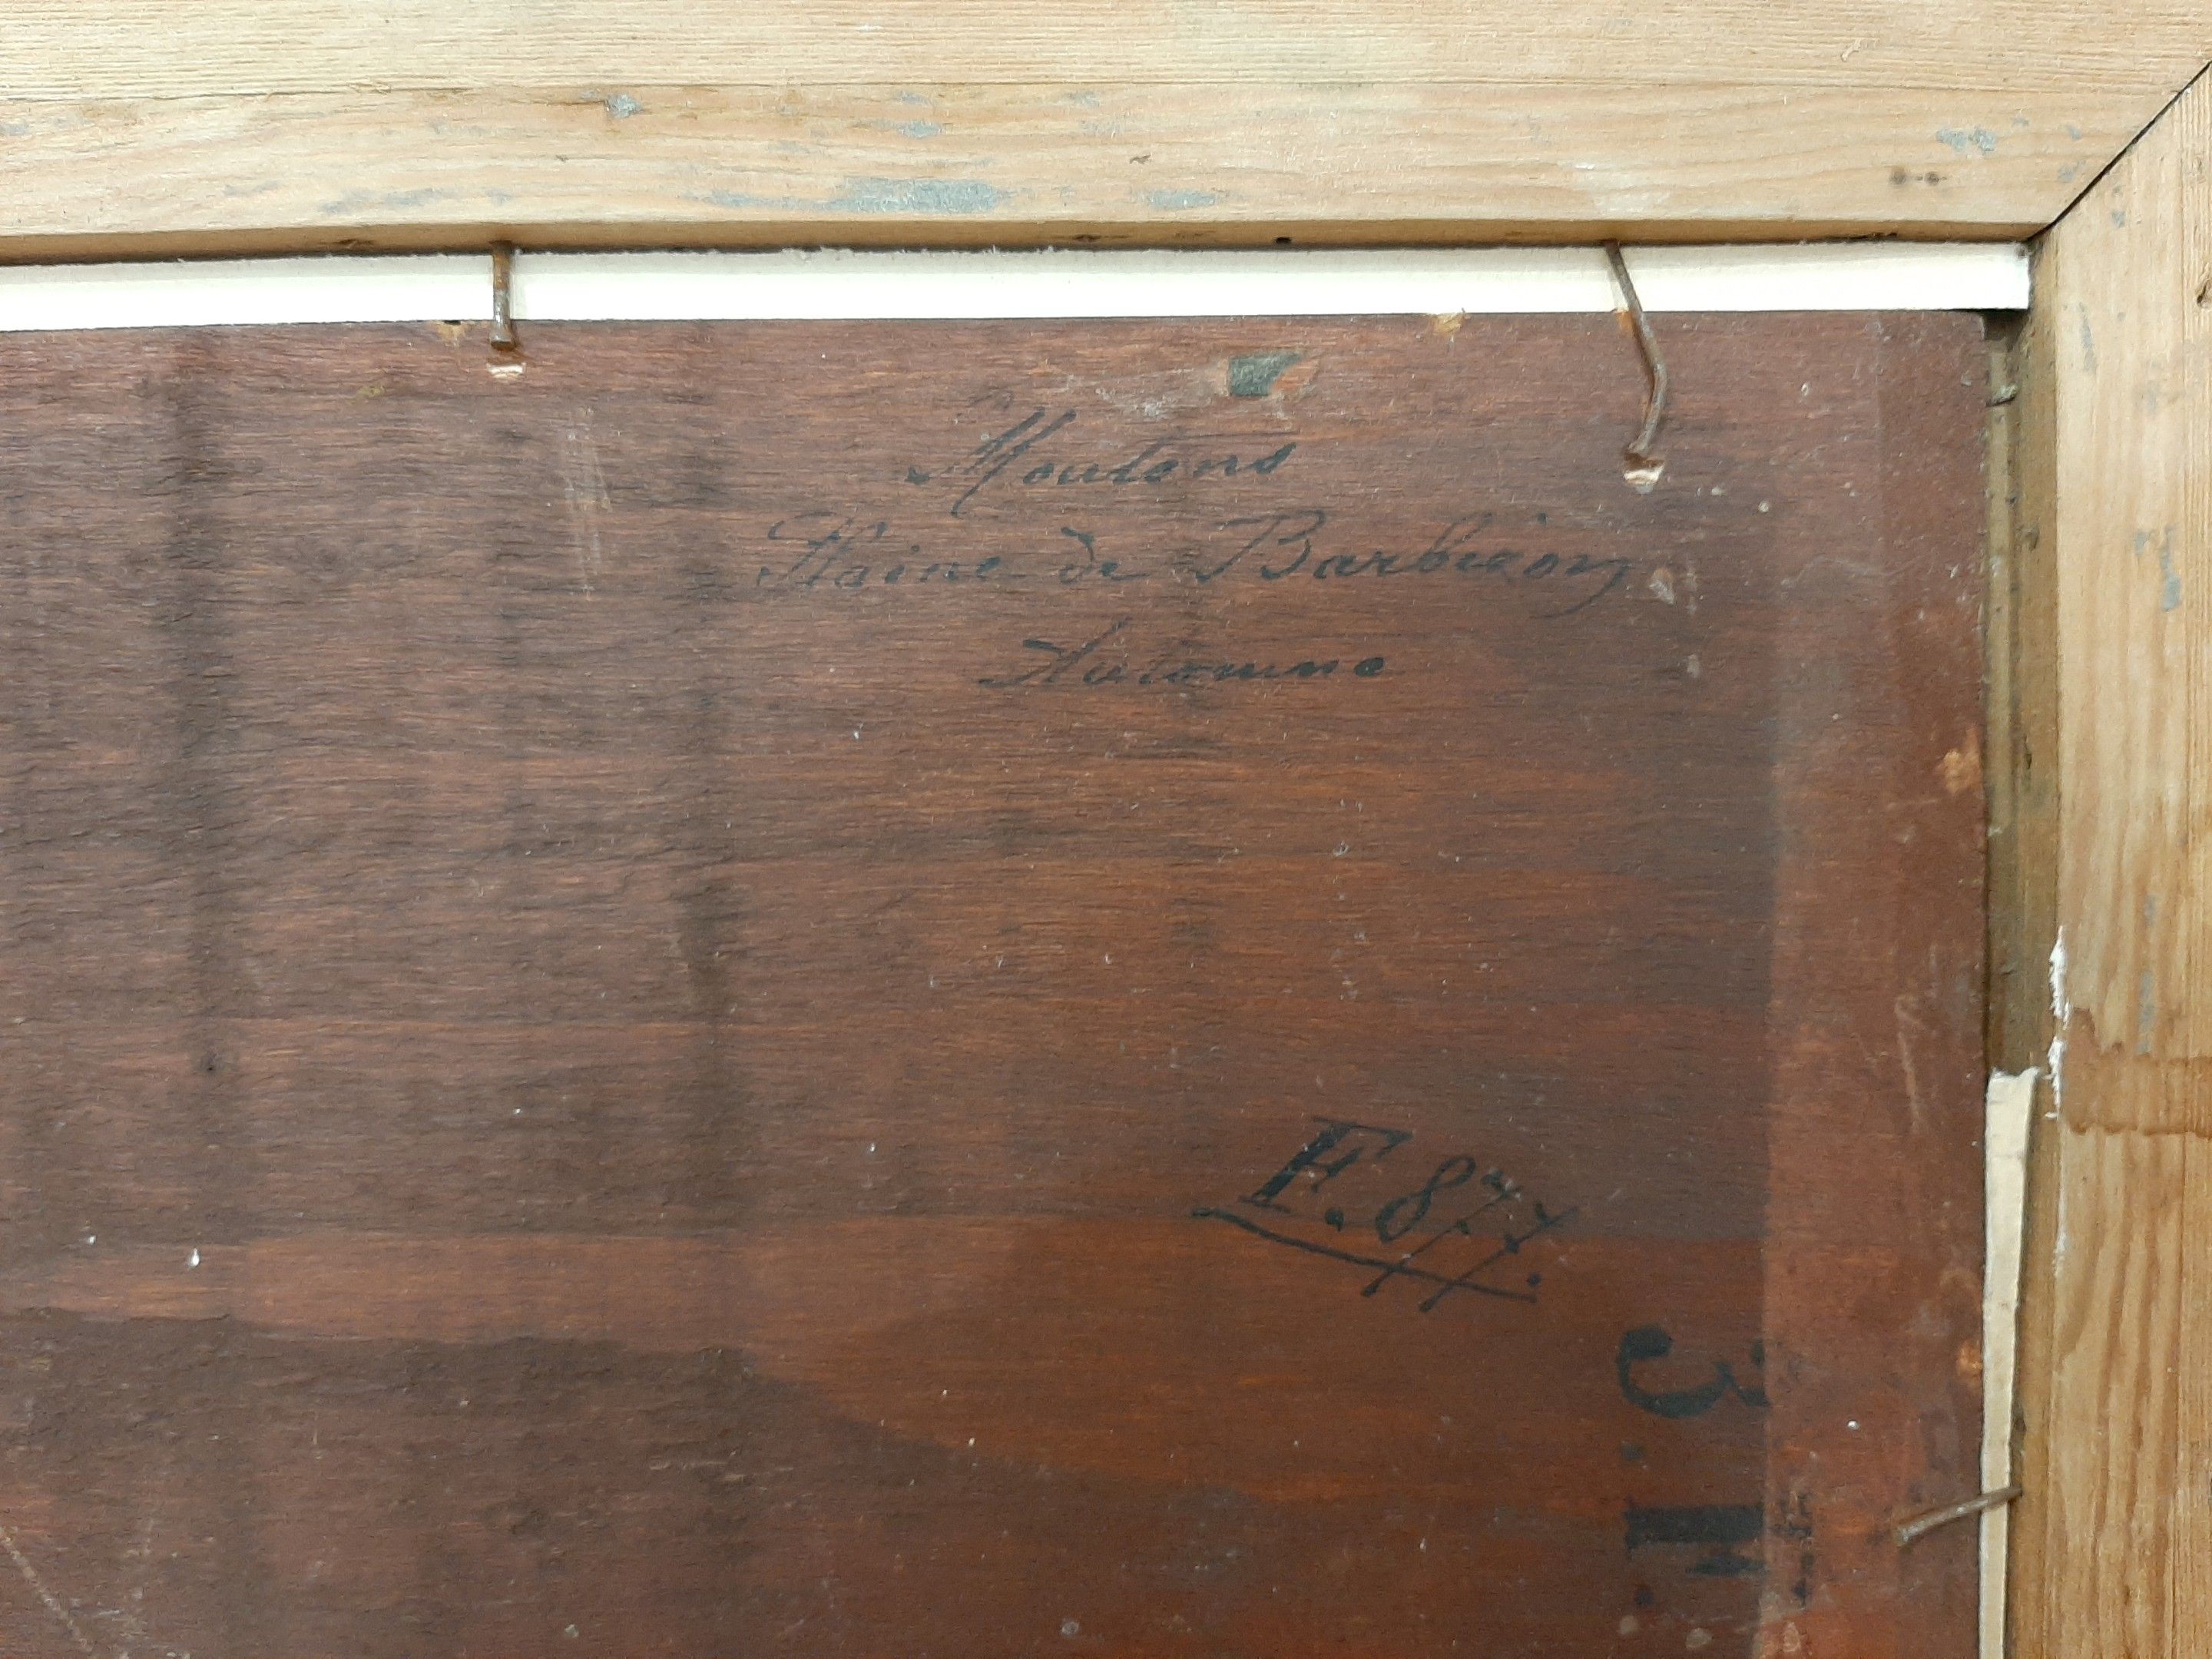 Moutons
Plaine de Barbizon
Automne
F. 877.